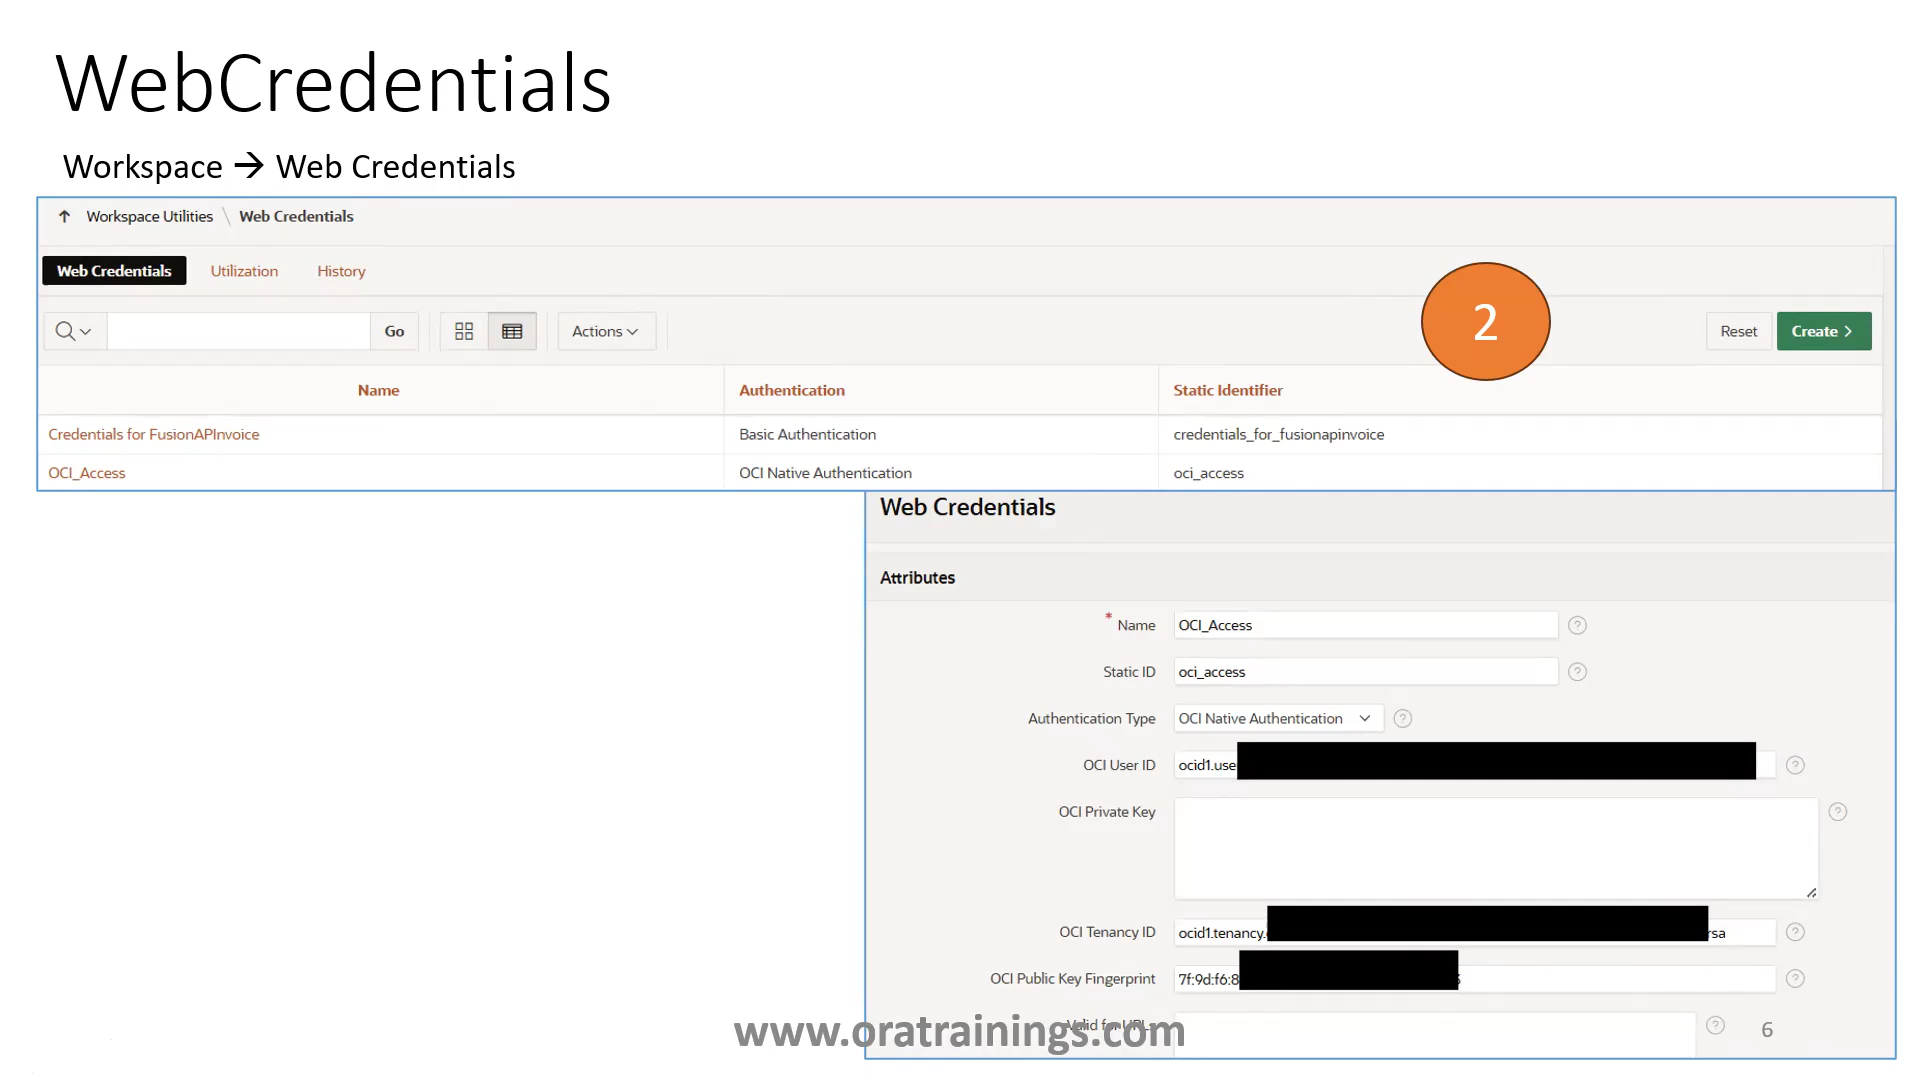 WebCredentials
Workspace → Web Credentials
Workspace Utilities \ Web Credentials
Web Credentials Utilization History
Go Actions Reset Create
2
Name Authentication Static Identifier
Credentials for FusionAPInvoice Basic Authentication credentials_for_fusionapinvoice
OCI_Access OCI Native Authentication oci_access
Web Credentials
Attributes
* Name OCI_Access ?
Static ID oci_access ?
Authentication Type OCI Native Authentication ?
OCI User ID ocid1.use ?
OCI Private Key ?
OCI Tenancy ID ocid1.tenancy. rsa ?
OCI Public Key Fingerprint 7f:9d:f6:8 ?
Valid for URLs ?
www.oratrainings.com
6